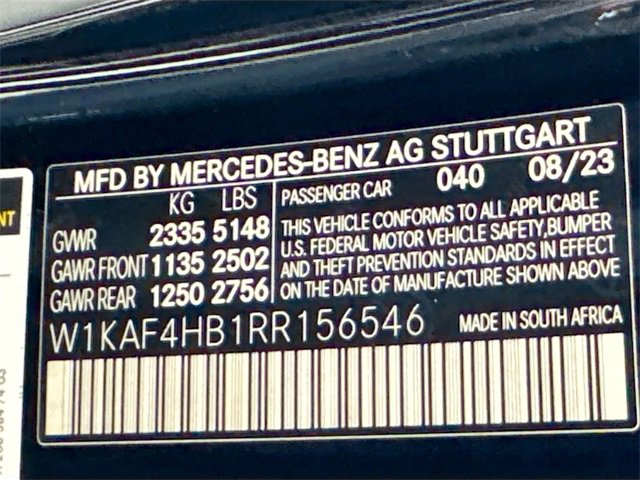 MFD BY MERCEDES-BENZ AG STUTTGART
KG LBS
GVWR 2335 5148
GAWR FRONT 1135 2502
GAWR REAR 1250 2756
PASSENGER CAR 040 08/23
THIS VEHICLE CONFORMS TO ALL APPLICABLE
U.S. FEDERAL MOTOR VEHICLE SAFETY, BUMPER
AND THEFT PREVENTION STANDARDS IN EFFECT
ON THE DATE OF MANUFACTURE SHOWN ABOVE
W1KAF4HB1RR156546 MADE IN SOUTH AFRICA